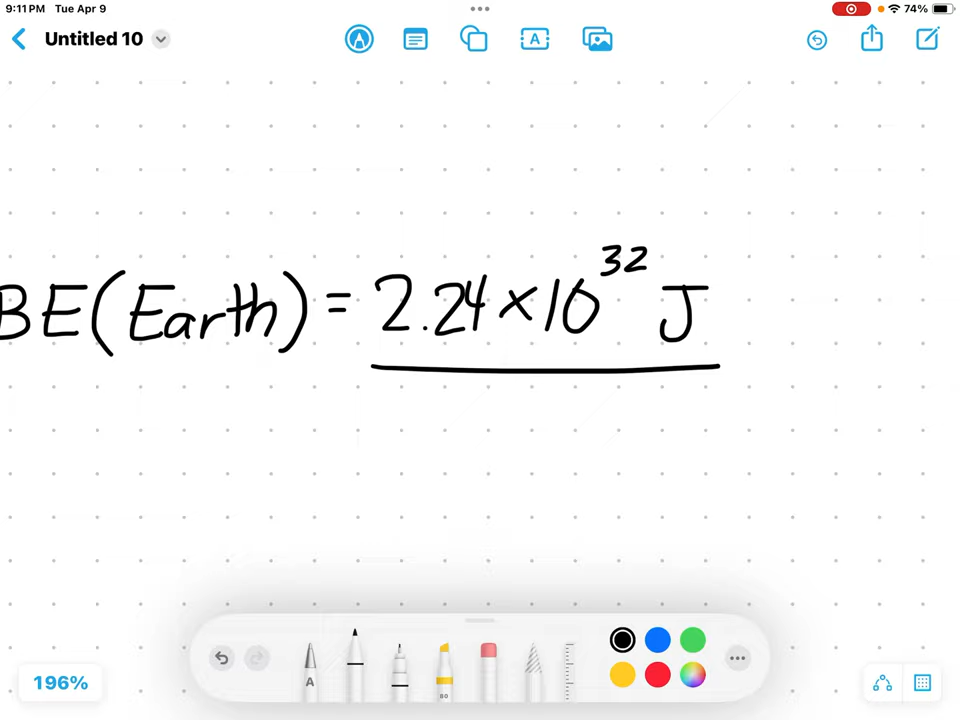 9:11 PM Tue Apr 9
74%
Untitled 10
A
BE(Earth) = 2.24 × 10³² J
A
196%